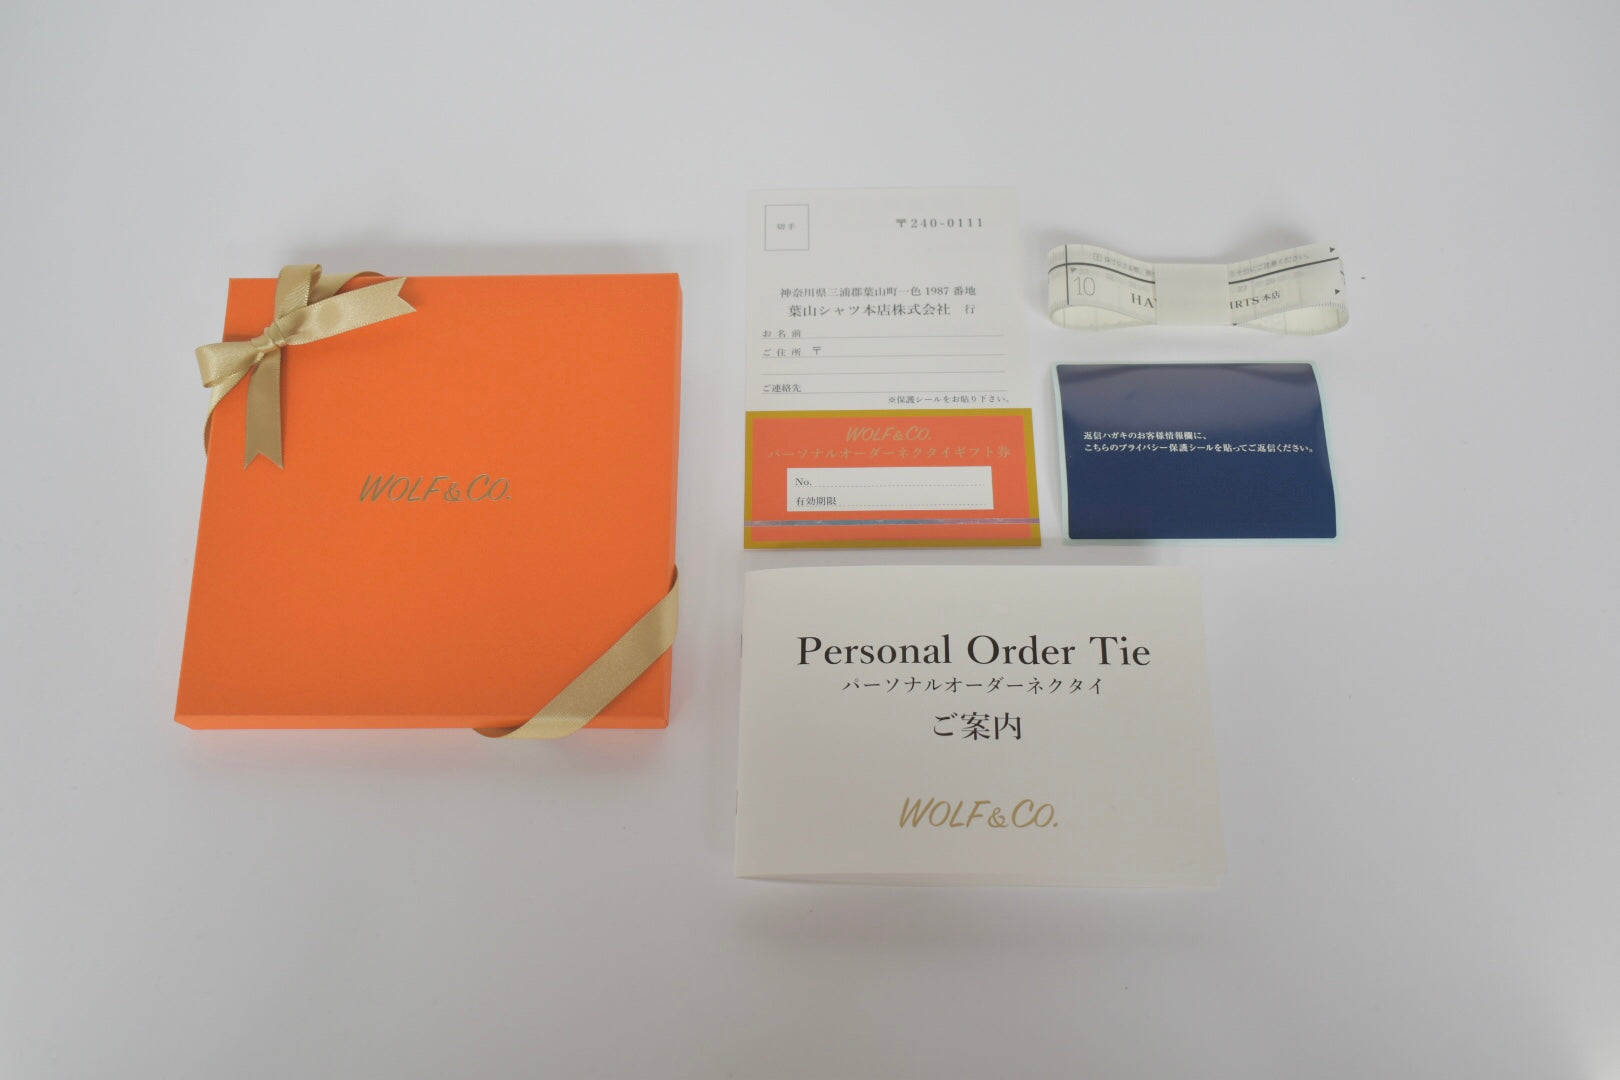 WOLF & CO.
切手
〒240-0111
神奈川県三浦郡葉山町一色1987番地
葉山シャツ本店株式会社 行
お名前
ご住所 〒
ご連絡先
※保護シールをお貼り下さい。
WOLF & CO.
パーソナルオーダーネクタイギフト券
No.
有効期限
10
HA
IRTS 本店
返信ハガキのお客様情報欄に、
こちらのプライバシー保護シールを貼ってご返信ください。
Personal Order Tie
パーソナルオーダーネクタイ
ご案内
WOLF & CO.